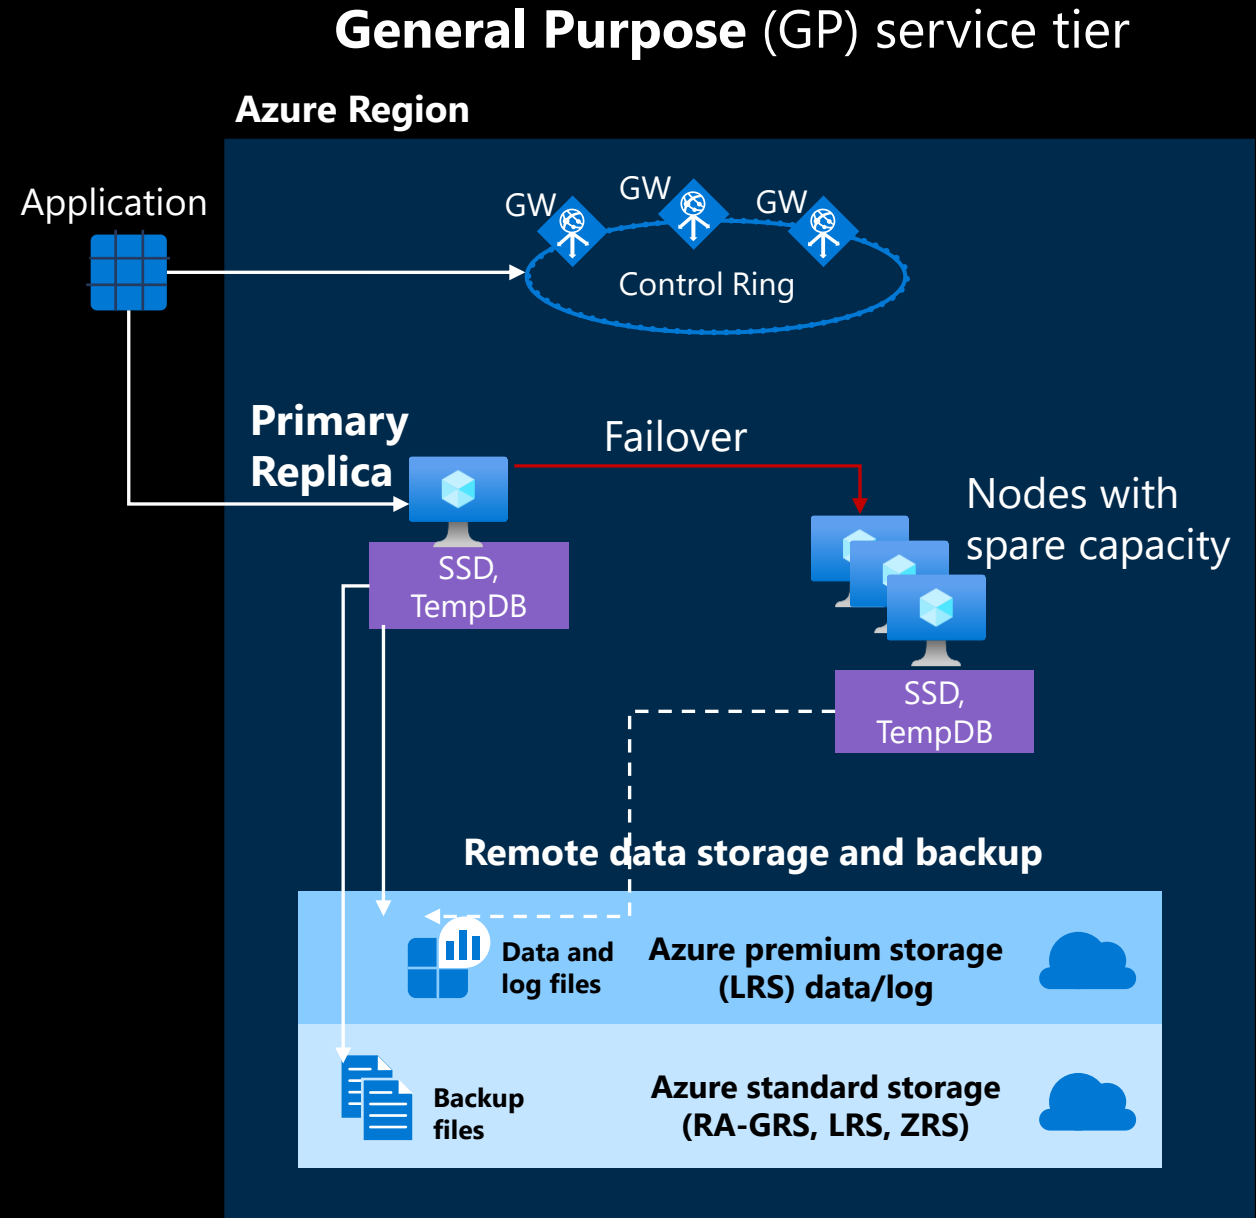 General Purpose (GP) service tier
Azure Region
Application
GW
GW
GW
Control Ring
Primary
Replica
Failover
Nodes with
spare capacity
SSD,
TempDB
SSD,
TempDB
Remote data storage and backup
Data and
log files
Azure premium storage
(LRS) data/log
Backup
files
Azure standard storage
(RA-GRS, LRS, ZRS)